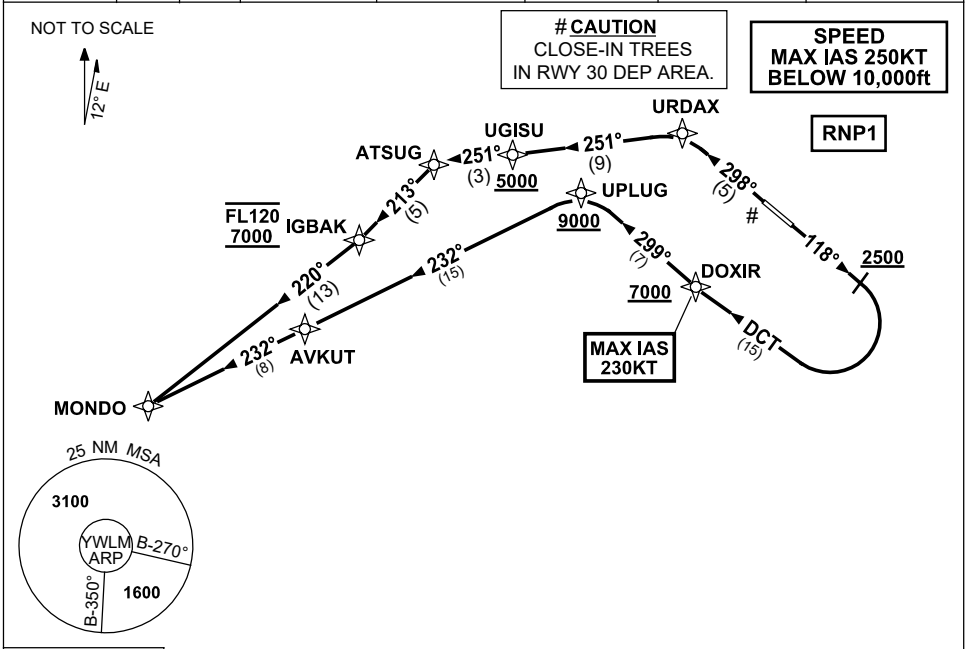 NOT TO SCALE
12° E
# CAUTION
CLOSE-IN TREES
IN RWY 30 DEP AREA.
SPEED
MAX IAS 250KT
BELOW 10,000ft
RNP1
URDAX
UGISU
ATSUG
251°
(3)
5000
251°
(9)
298°
(5)
#
118°
2500
213°
(5)
UPLUG
9000
FL120
7000
IGBAK
299°
(7)
DOXIR
7000
232°
(15)
220°
(13)
DCT
(15)
MAX IAS
230KT
AVKUT
232°
(8)
MONDO
25 NM MSA
3100
YWLM
ARP
B-270°
B-350°
1600